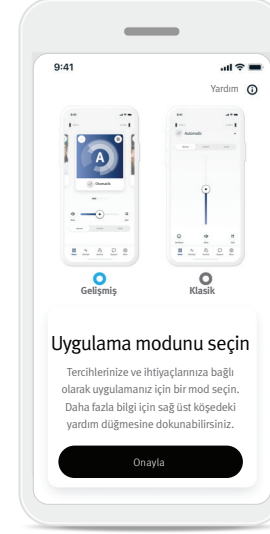 9:41
Yardım
A
Otomatik
Automatic
Gelişmiş
Klasik
Uygulama modunu seçin
Tercihlerinize ve ihtiyaçlarınıza bağlı
olarak uygulamanız için bir mod seçin.
Daha fazla bilgi için sağ üst köşedeki
yardım düğmesine dokunabilirsiniz.
Onayla